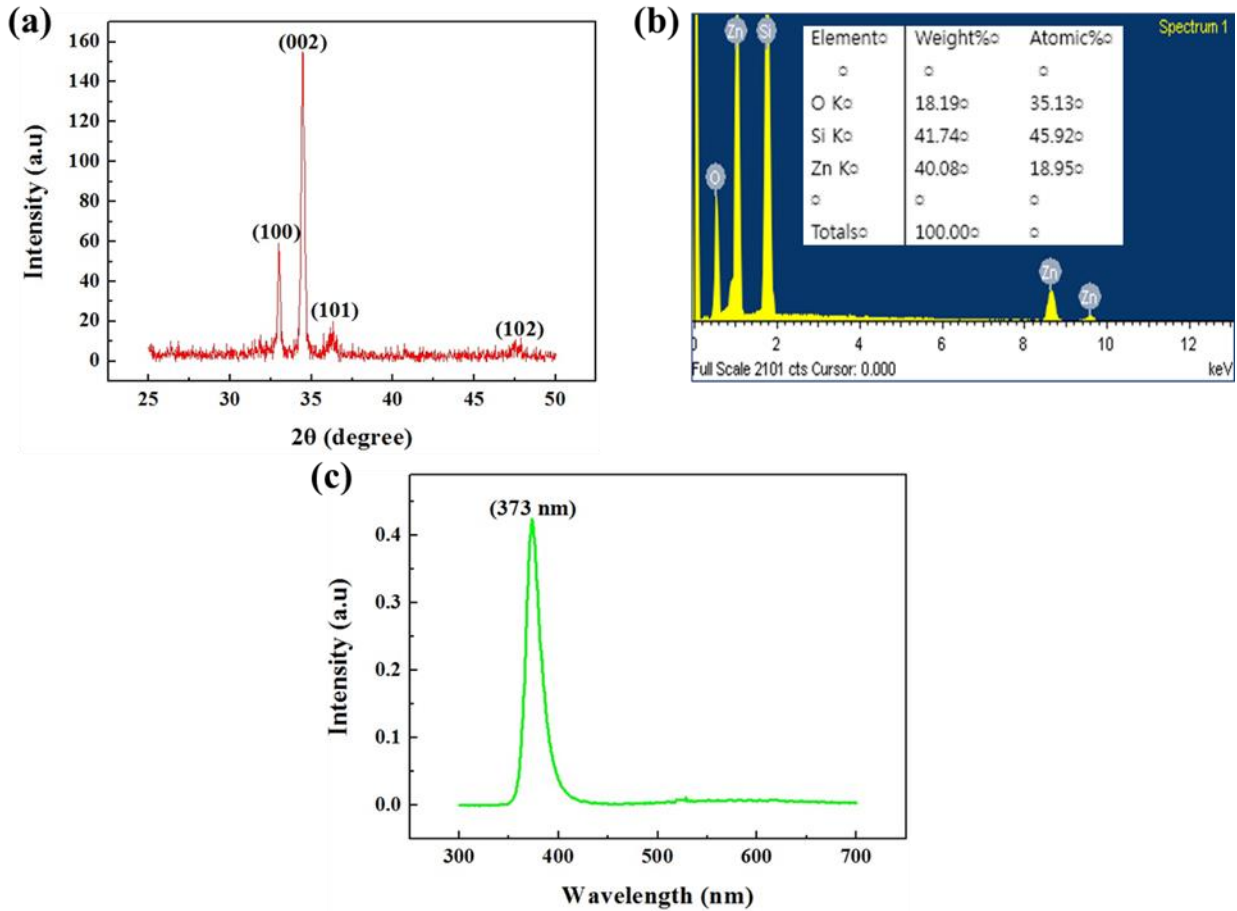 (a)
160
140
120
100
80
60
40
20
0
Intensity (a.u)
(002)
(100)
(101)
(102)
25 30 35 40 45 50
2θ (degree)
(b)
Spectrum 1
Zn Si
O
Zn
Zn
Element¤ Weight%¤ Atomic%¤
¤ ¤ ¤
O K¤ 18.19¤ 35.13¤
Si K¤ 41.74¤ 45.92¤
Zn K¤ 40.08¤ 18.95¤
¤ ¤ ¤
Totals¤ 100.00¤ ¤
0 2 4 6 8 10 12
Full Scale 2101 cts Cursor: 0.000 keV
(c)
(373 nm)
0.4
0.3
0.2
0.1
0.0
Intensity (a.u)
300 400 500 600 700
Wavelength (nm)